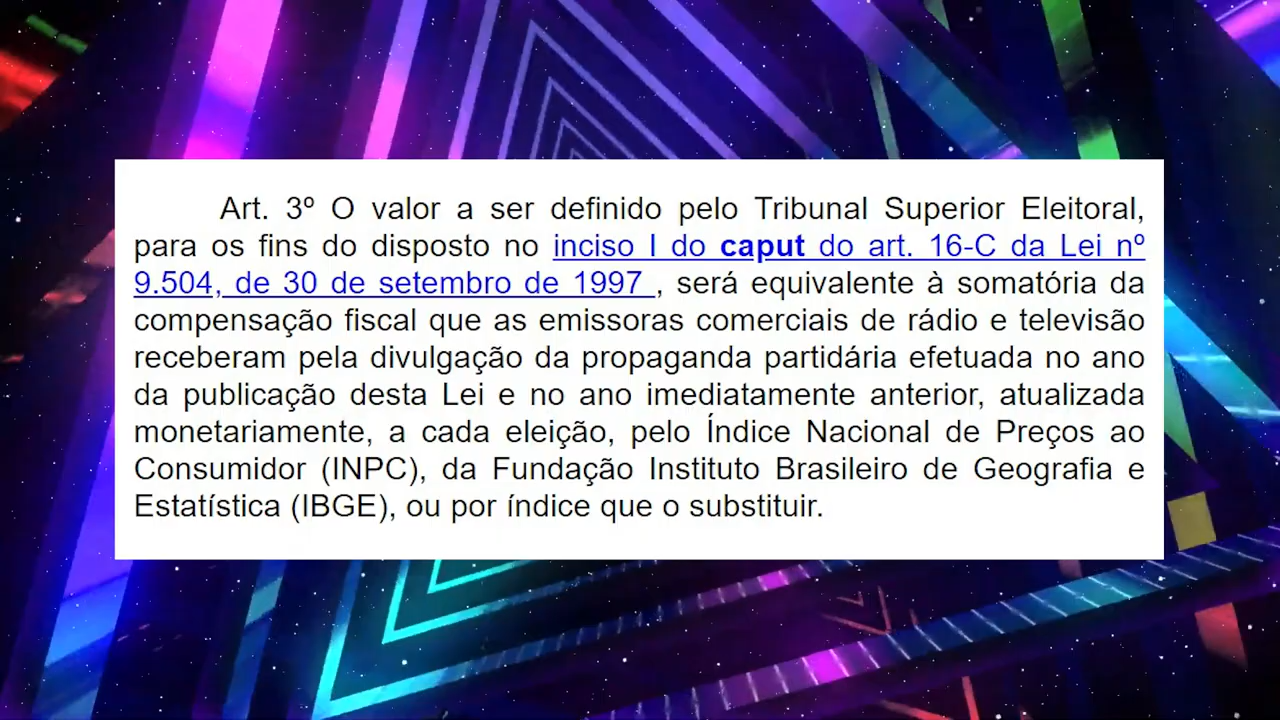 Art. 3º O valor a ser definido pelo Tribunal Superior Eleitoral,
para os fins do disposto no inciso I do caput do art. 16-C da Lei nº
9.504, de 30 de setembro de 1997 , será equivalente à somatória da
compensação fiscal que as emissoras comerciais de rádio e televisão
receberam pela divulgação da propaganda partidária efetuada no ano
da publicação desta Lei e no ano imediatamente anterior, atualizada
monetariamente, a cada eleição, pelo Índice Nacional de Preços ao
Consumidor (INPC), da Fundação Instituto Brasileiro de Geografia e
Estatística (IBGE), ou por índice que o substituir.